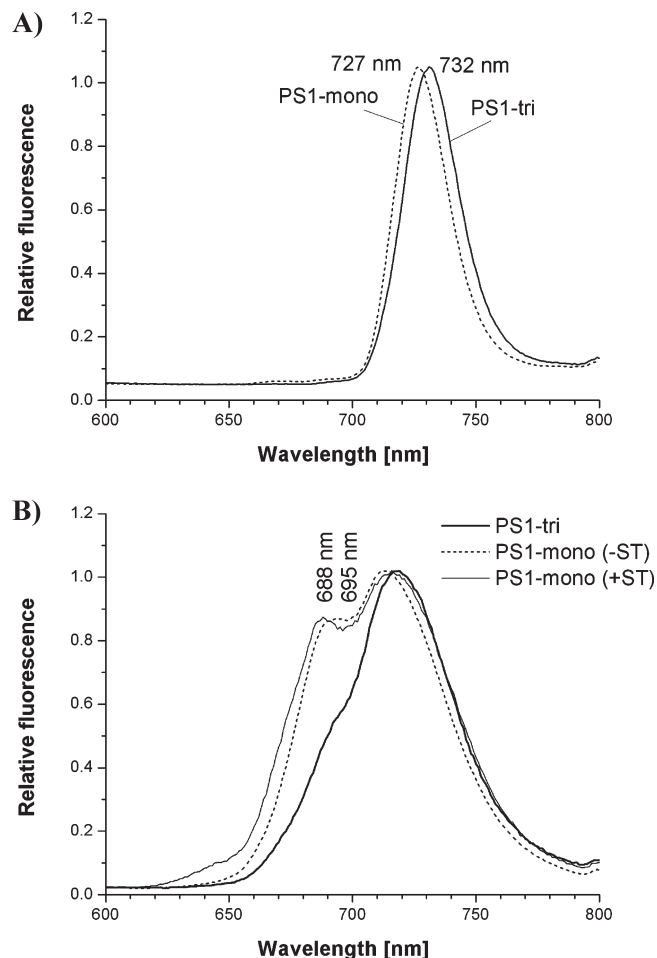 A)
Relative fluorescence
1.2
1.0
0.8
0.6
0.4
0.2
0.0
727 nm
732 nm
PS1-mono
PS1-tri
600
650
700
750
800
Wavelength [nm]
B)
Relative fluorescence
1.2
1.0
0.8
0.6
0.4
0.2
0.0
688 nm
695 nm
PS1-tri
PS1-mono (-ST)
PS1-mono (+ST)
600
650
700
750
800
Wavelength [nm]